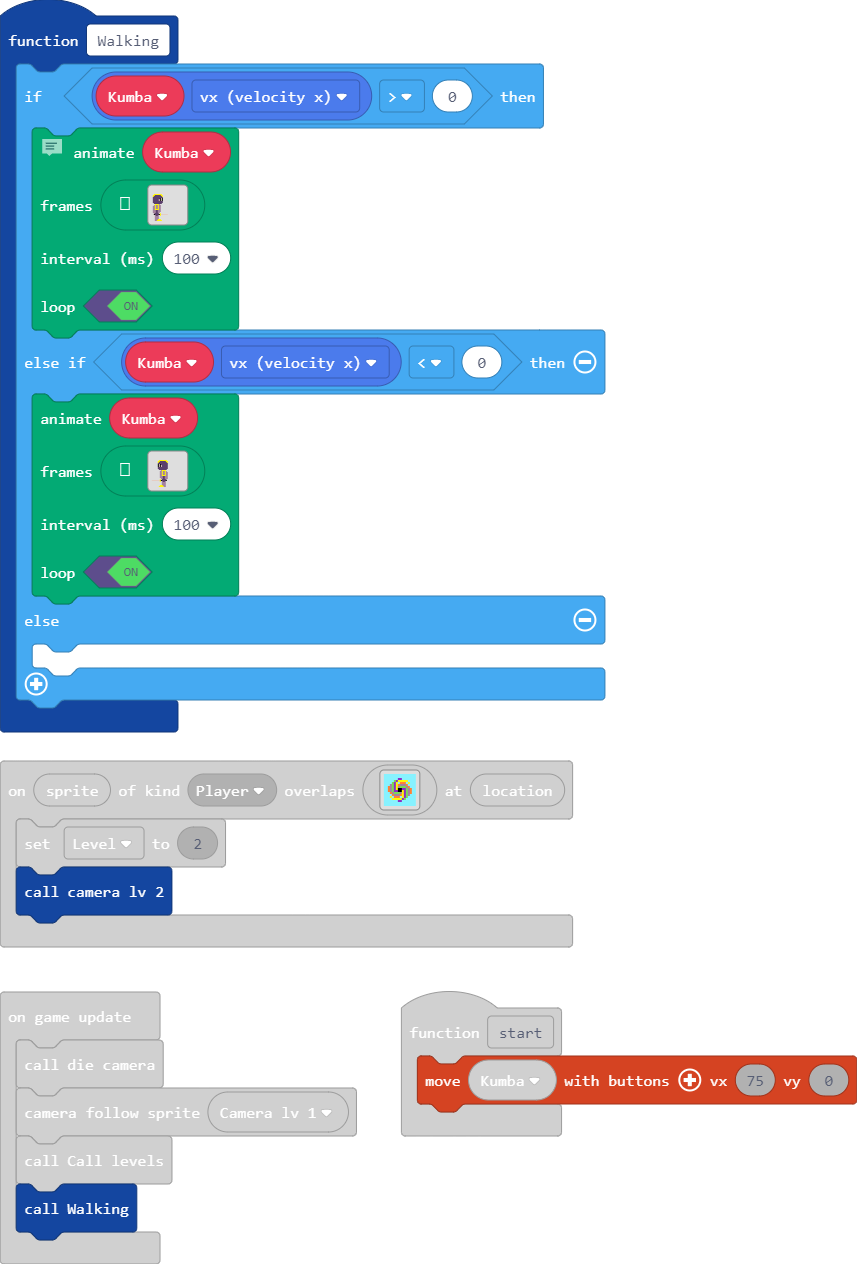 function Walking
if Kumba vx (velocity x) > 0 then
animate Kumba
frames
interval (ms) 100
loop ON
else if Kumba vx (velocity x) < 0 then
animate Kumba
frames
interval (ms) 100
loop ON
else
on sprite of kind Player overlaps at location
set Level to 2
call camera lv 2
on game update
call die camera
camera follow sprite Camera lv 1
call Call levels
call Walking
function start
move Kumba with buttons vx 75 vy 0